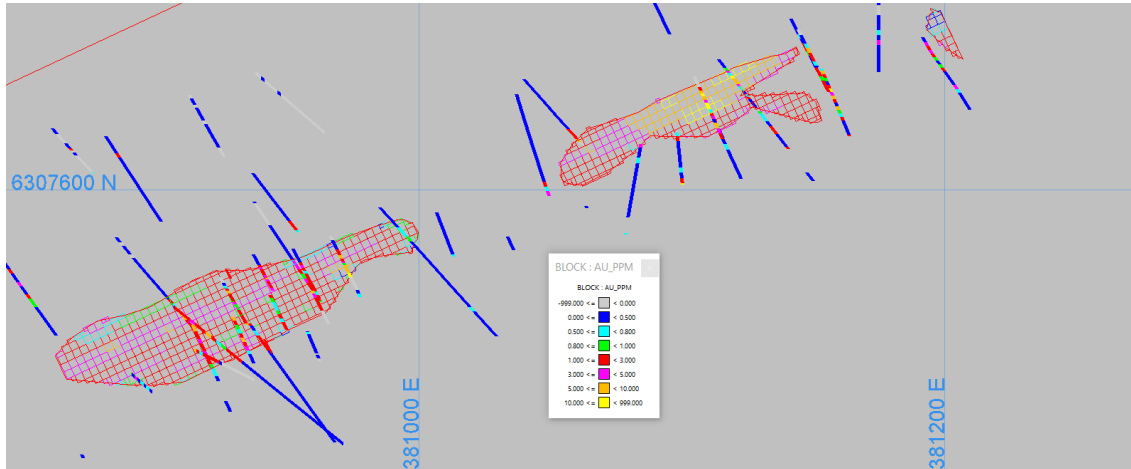 6307600 N
BLOCK : AU_PPM
BLOCK : AU_PPM
-999.000 <= < 0.000
0.000 <= < 0.500
0.500 <= < 0.800
0.800 <= < 1.000
1.000 <= < 3.000
3.000 <= < 5.000
5.000 <= < 10.000
10.000 <= < 999.000
381000 E
381200 E